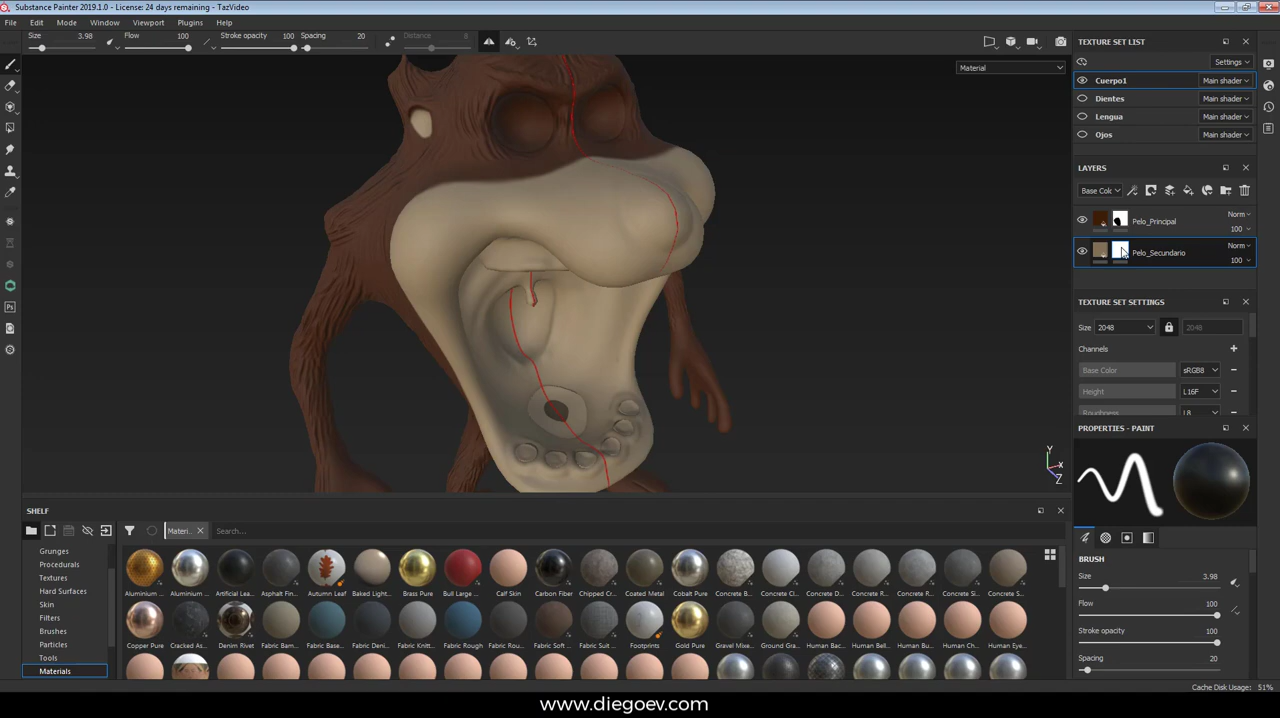 Substance Painter 2019.1.0 - License: 24 days remaining - TazVideo
File Edit Mode Window Viewport Plugins Help
Size 3.98 Flow 100 Stroke opacity 100 Spacing 20 Distance 8
Material
TEXTURE SET LIST
Settings
Cuerpo1 Main shader
Dientes Main shader
Lengua Main shader
Ojos Main shader
LAYERS
Base Cok
Pelo_Principal Norm 100
Pelo_Secundario Norm 100
TEXTURE SET SETTINGS
Size 2048 2048
Channels
Base Color sRGB8
Height L16F
Roughness L8
Y
X
Z
PROPERTIES - PAINT
BRUSH
Size 3.98
Flow 100
Stroke opacity 100
Spacing 20
SHELF
Materi... Search...
Grunges
Procedurals
Textures
Hard Surfaces
Skin
Filters
Brushes
Particles
Tools
Materials
Aluminium ... Aluminium ... Artificial Lea... Asphalt Fin... Autumn Leaf Baked Light... Brass Pure Bull Large ... Calf Skin Carbon Fiber Chipped Cr... Coated Metal Cobalt Pure Concrete B... Concrete Cl... Concrete D... Concrete R... Concrete Si... Concrete S...
Copper Pure Cracked As... Denim Rivet Fabric Bam... Fabric Base... Fabric Deni... Fabric Knitt... Fabric Rough Fabric Rou... Fabric Soft ... Fabric Suit ... Footprints Gold Pure Gravel Mixe... Ground Gra... Human Bac... Human Bell... Human Bu... Human Ch... Human Eye...
Cache Disk Usage: 51%
www.diegoev.com